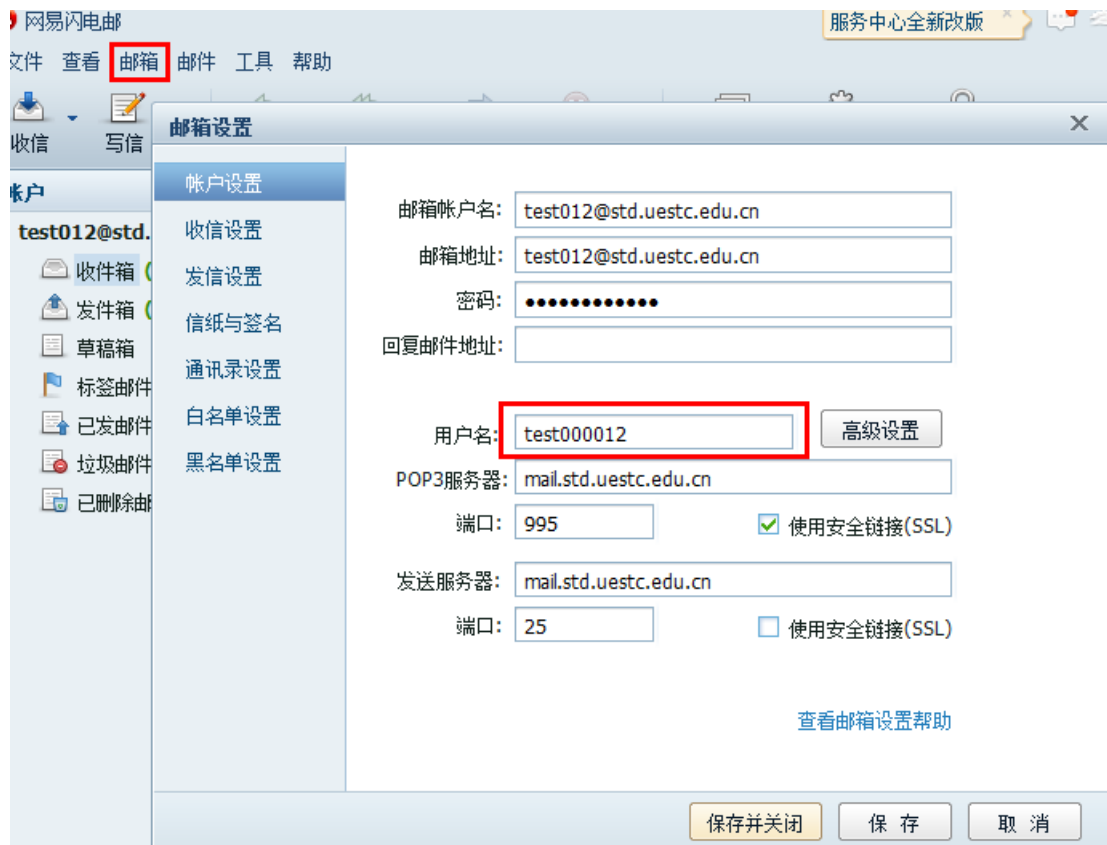 网易闪电邮
服务中心全新改版
文件 查看 邮箱 邮件 工具 帮助
收信 写信
邮箱设置
帐户
test012@std.
收件箱 (
发件箱 (
草稿箱
标签邮件
已发邮件
垃圾邮件
已删除邮
帐户设置
收信设置
发信设置
信纸与签名
通讯录设置
白名单设置
黑名单设置
邮箱帐户名: test012@std.uestc.edu.cn
邮箱地址: test012@std.uestc.edu.cn
密码: ●●●●●●●●●●●●
回复邮件地址:
用户名: test000012 高级设置
POP3服务器: mail.std.uestc.edu.cn
端口: 995 使用安全链接(SSL)
发送服务器: mail.std.uestc.edu.cn
端口: 25 使用安全链接(SSL)
查看邮箱设置帮助
保存并关闭 保 存 取 消